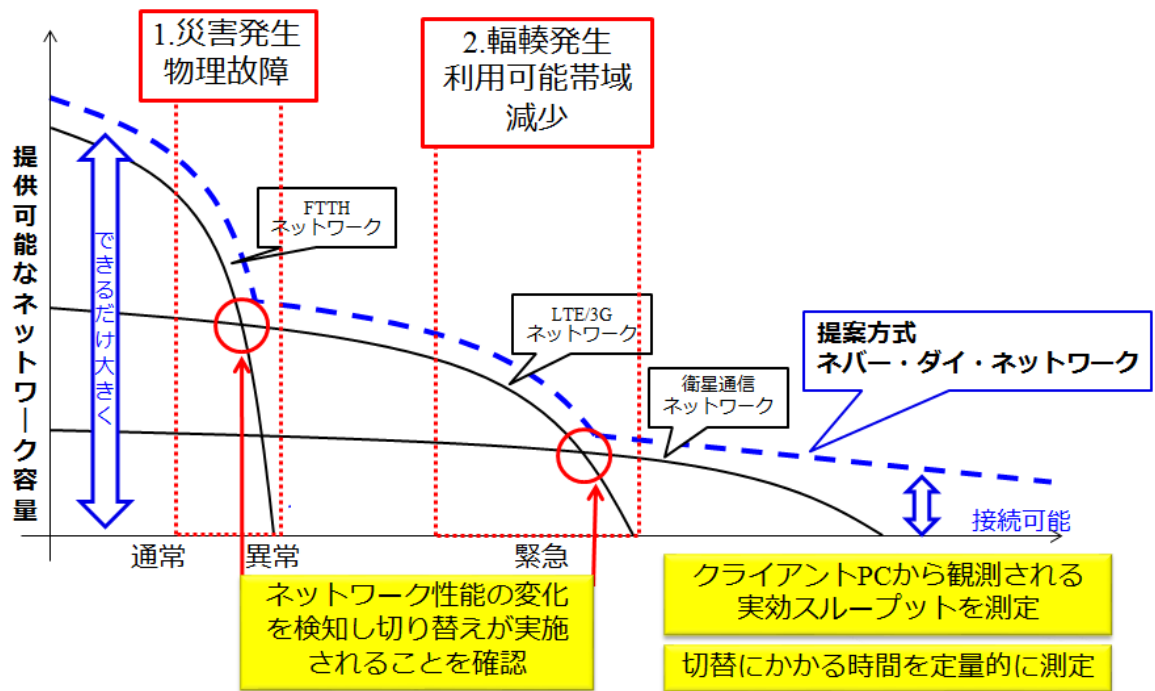 1.災害発生
物理故障
2.輻輳発生
利用可能帯域
減少
提供可能なネットワーク容量
できるだけ大きく
FTTH
ネットワーク
LTE/3G
ネットワーク
衛星通信
ネットワーク
提案方式
ネバー・ダイ・ネットワーク
接続可能
通常
異常
緊急
ネットワーク性能の変化
を検知し切り替えが実施
されることを確認
クライアントPCから観測される
実効スループットを測定
切替にかかる時間を定量的に測定